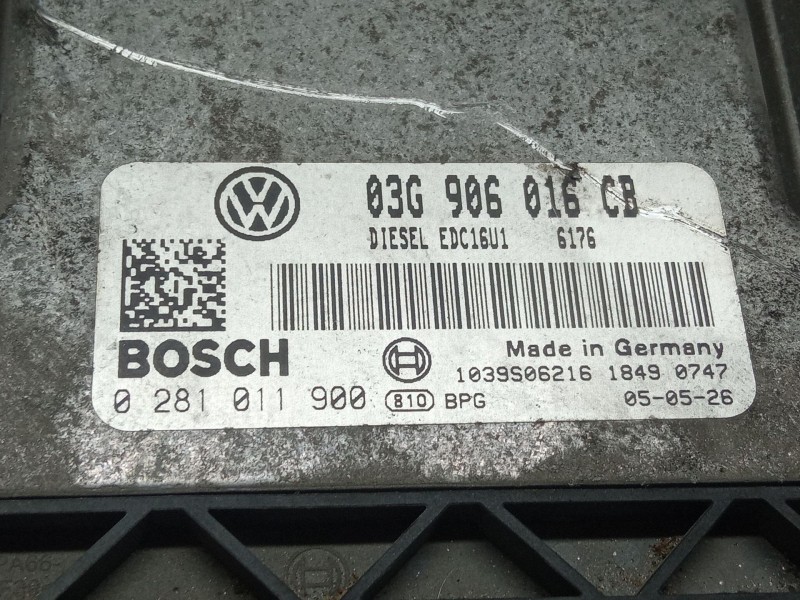 03G 906 016 CB
DIESEL EDC16U1 6176
BOSCH
Made in Germany
1039S06216 1849 0747
0 281 011 900 810 BPG 05-05-26